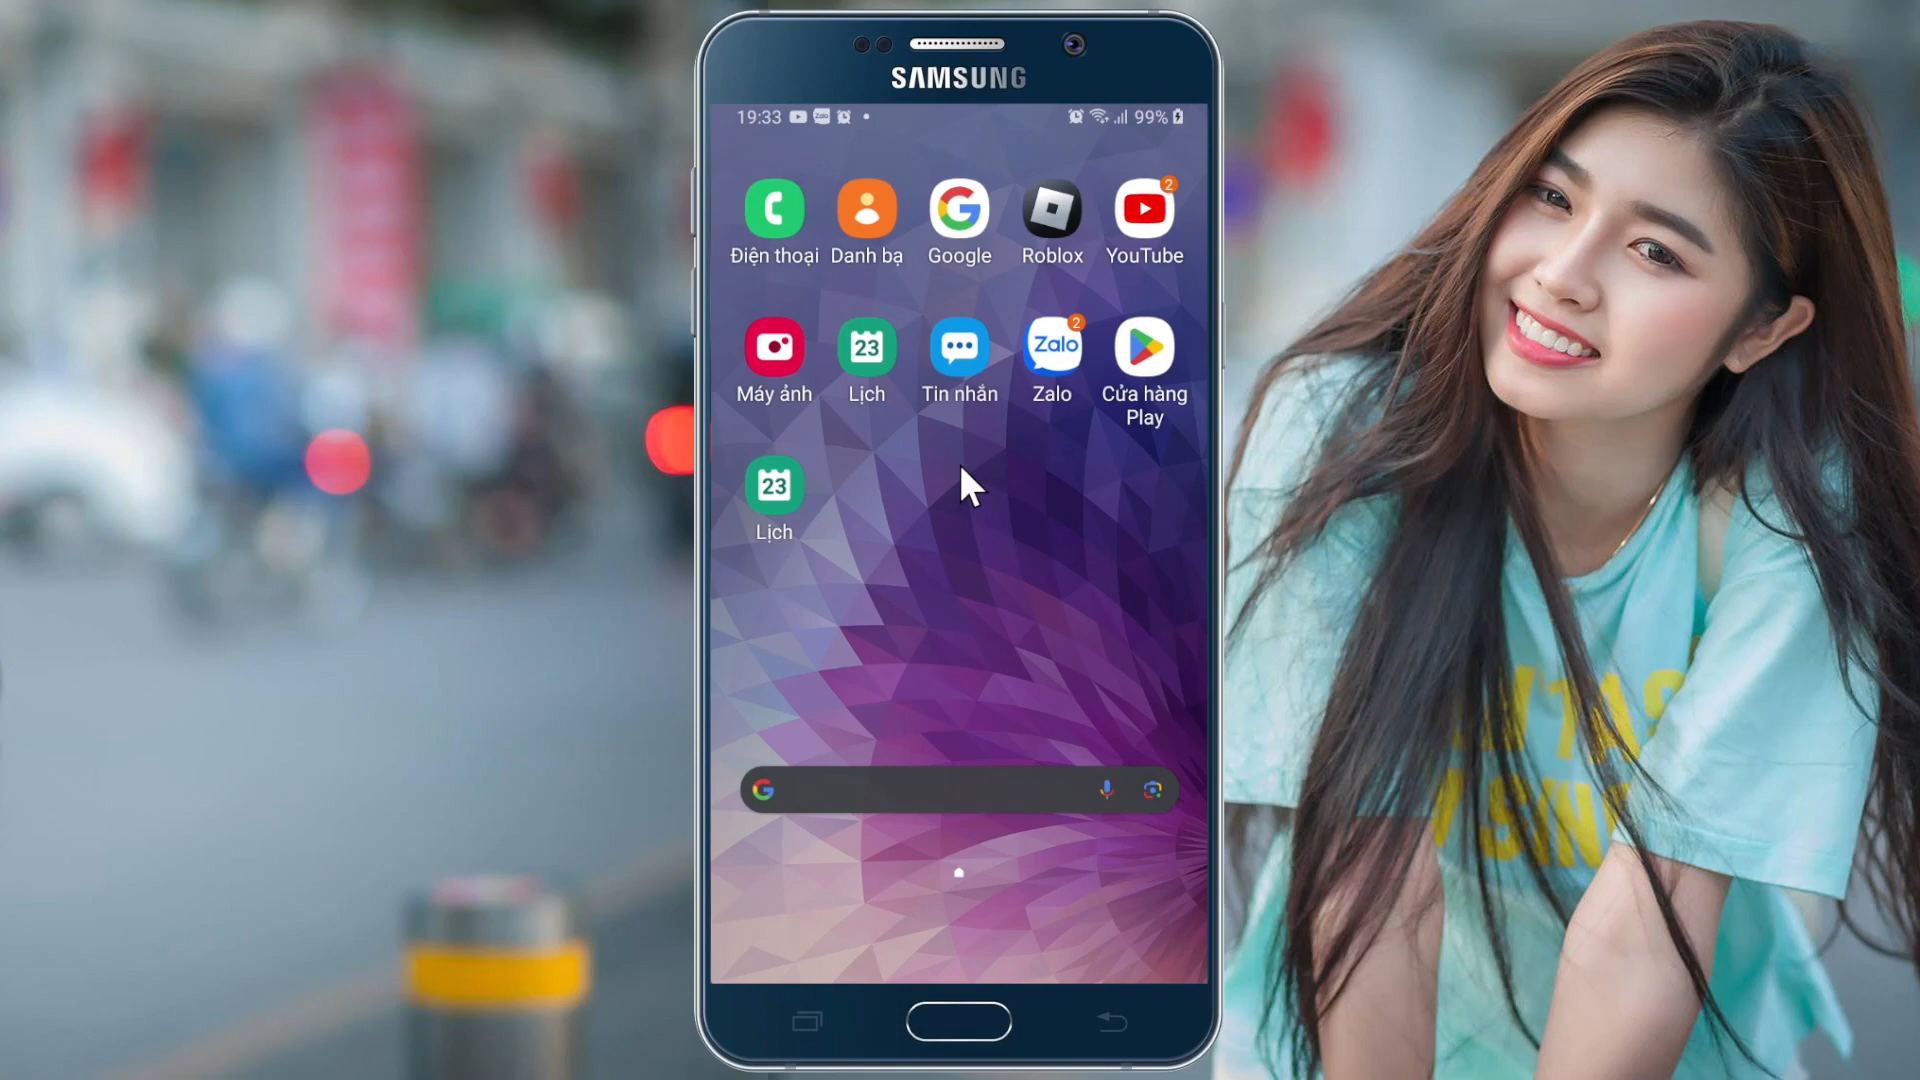 SAMSUNG
19:33
99%
2
Điện thoại
Danh bạ
Google
Roblox
YouTube
23
Zalo
2
Máy ảnh
Lịch
Tin nhắn
Zalo
Cửa hàng
Play
23
Lịch